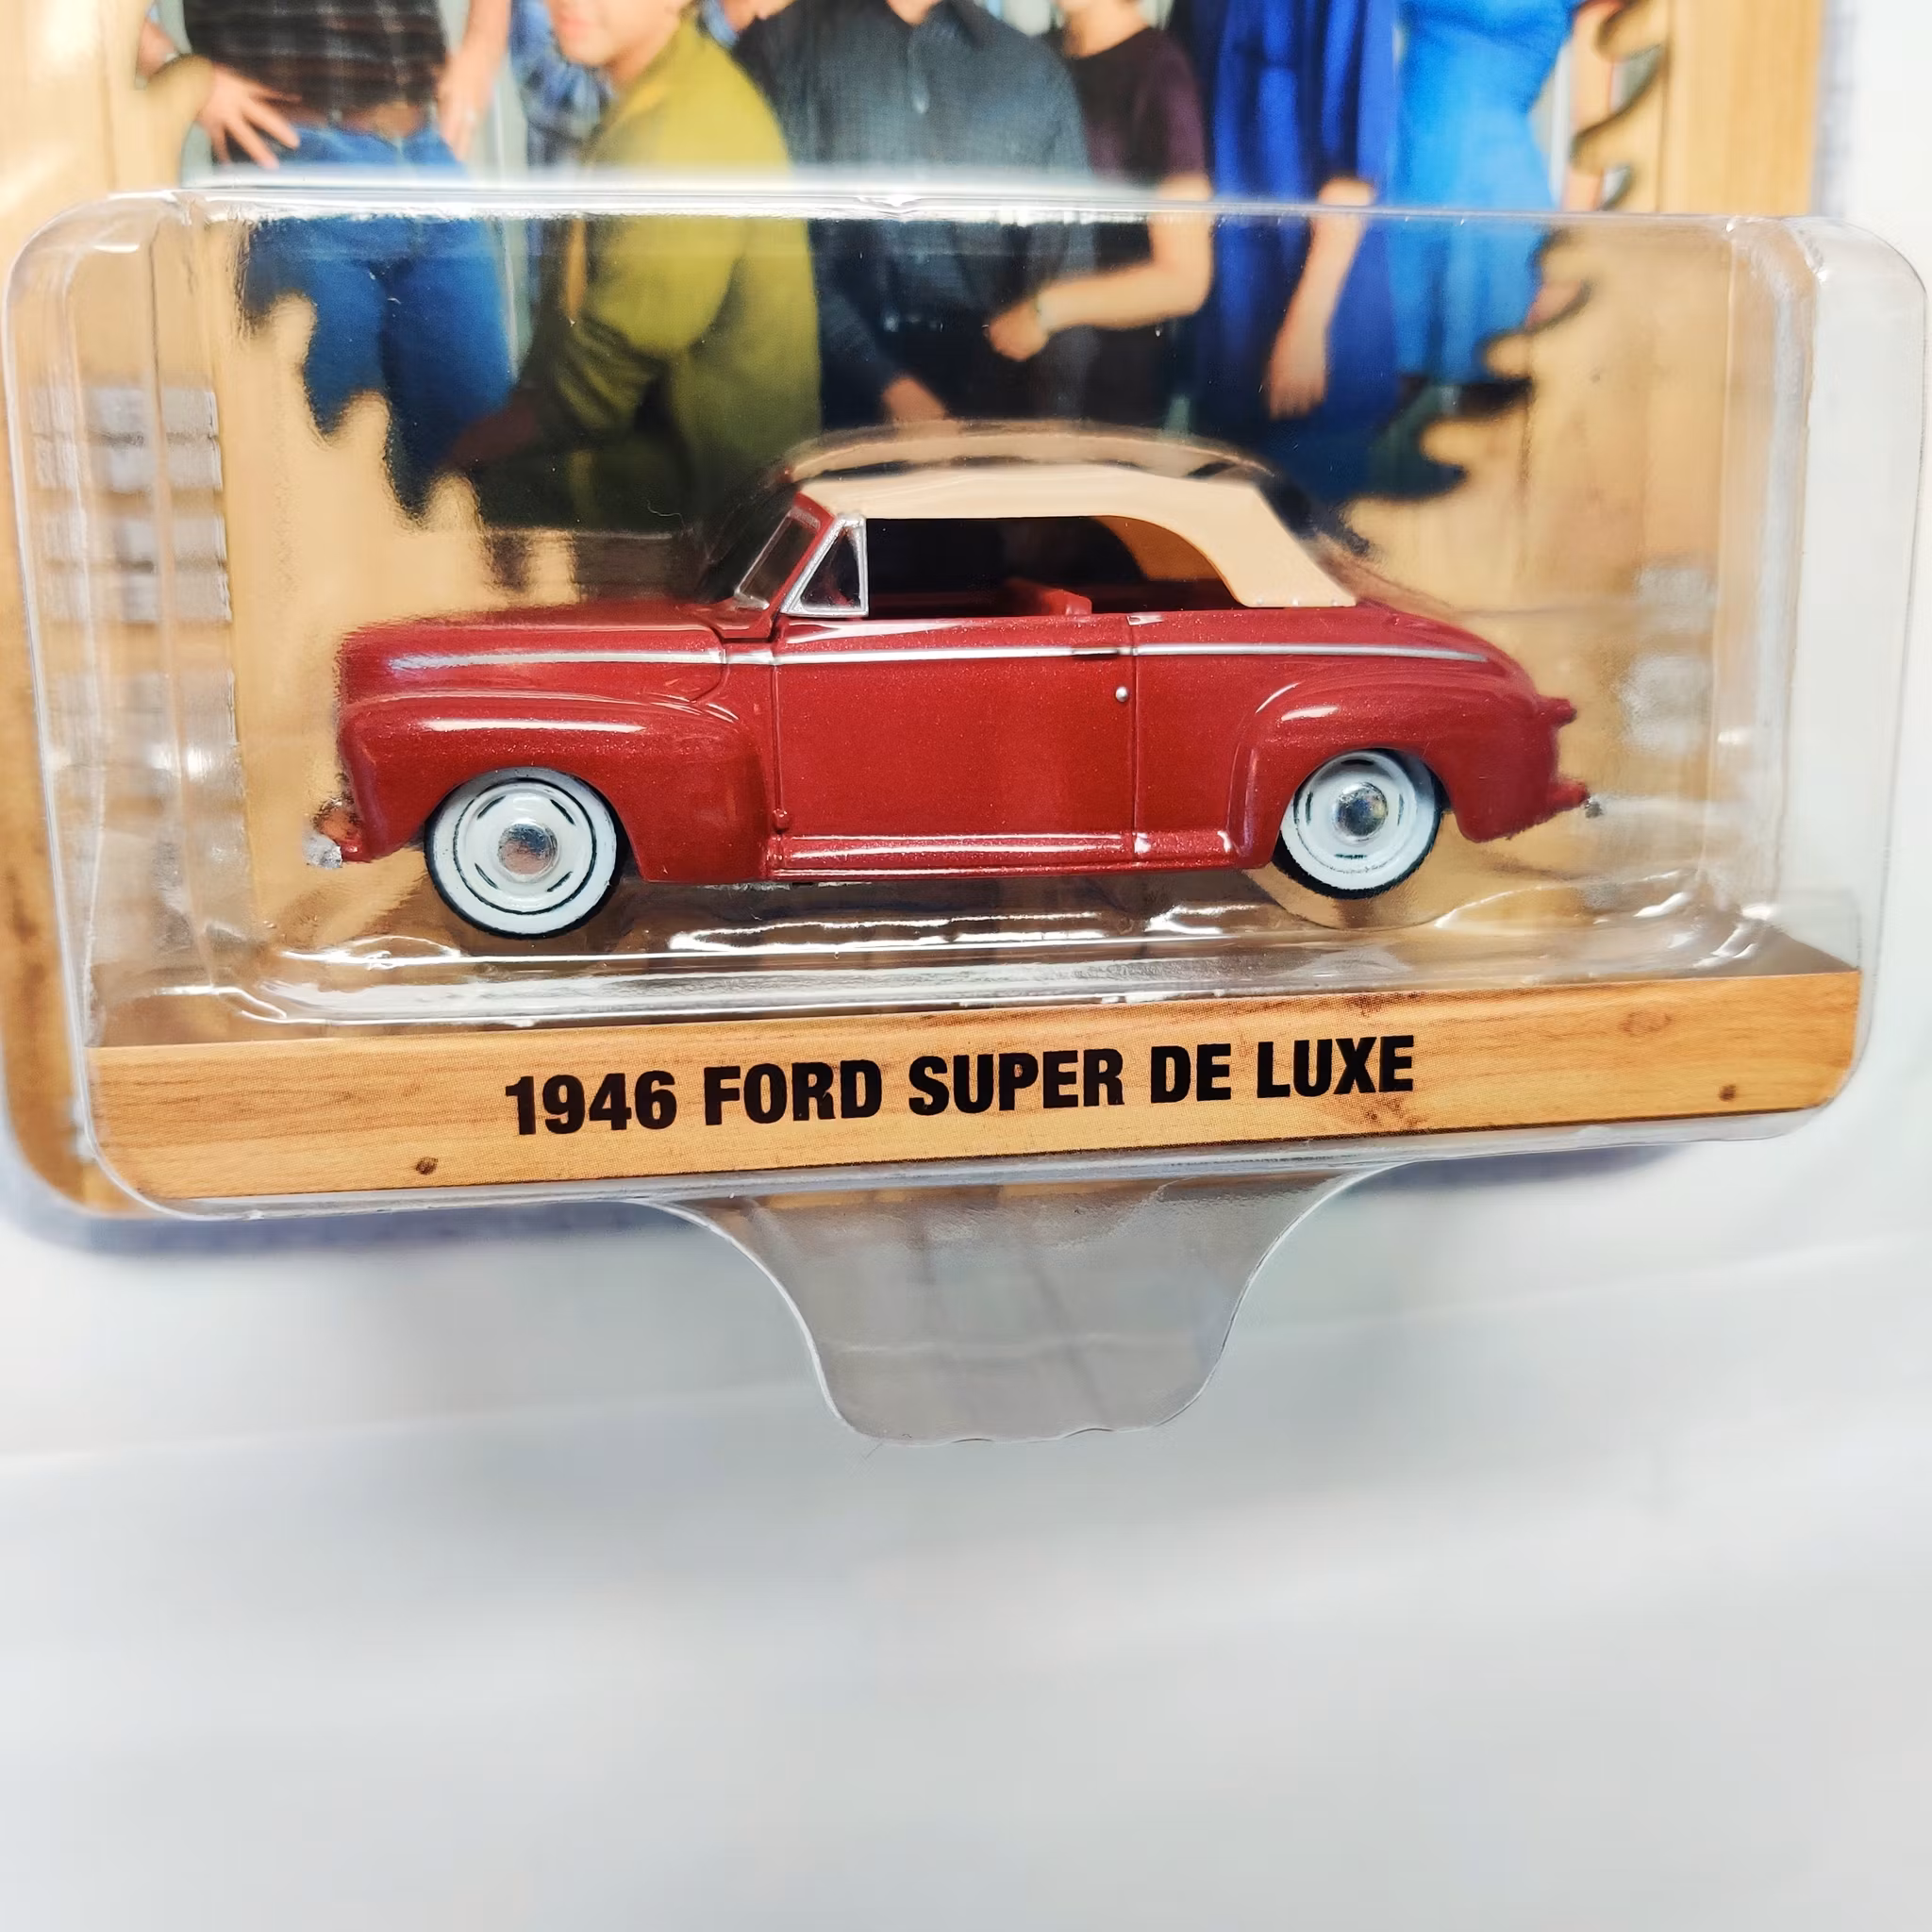 1946 FORD SUPER DE LUXE